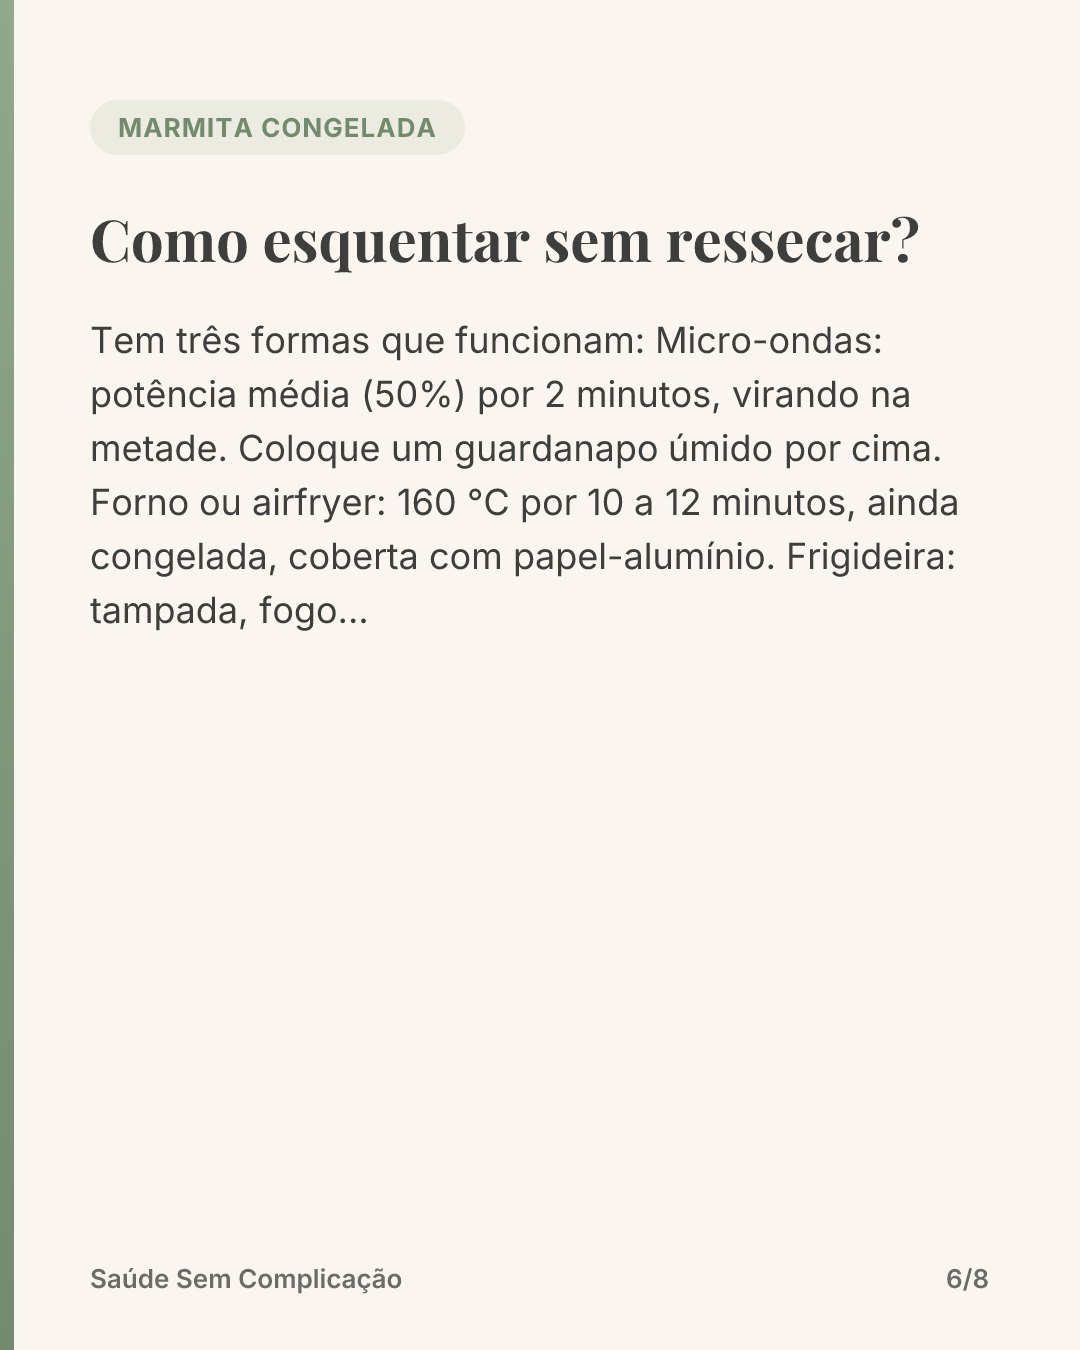 MARMITA CONGELADA
Como esquentar sem ressecar?
Tem três formas que funcionam: Micro-ondas:
potência média (50%) por 2 minutos, virando na
metade. Coloque um guardanapo úmido por cima.
Forno ou airfryer: 160 °C por 10 a 12 minutos, ainda
congelada, coberta com papel-alumínio. Frigideira:
tampada, fogo...
Saúde Sem Complicação
6/8